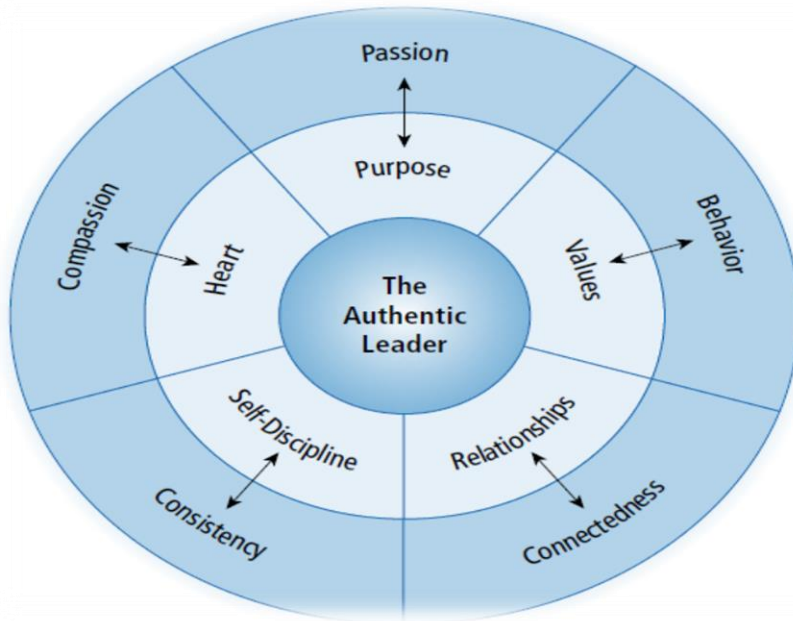 Passion
Purpose
Compassion
Heart
Values
Behavior
The
Authentic
Leader
Self-Discipline
Relationships
Consistency
Connectedness